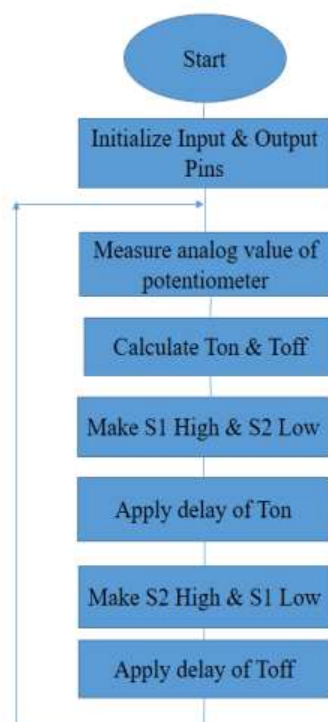 Start
Initialize Input & Output
Pins
Measure analog value of
potentiometer
Calculate Ton & Toff
Make S1 High & S2 Low
Apply delay of Ton
Make S2 High & S1 Low
Apply delay of Toff